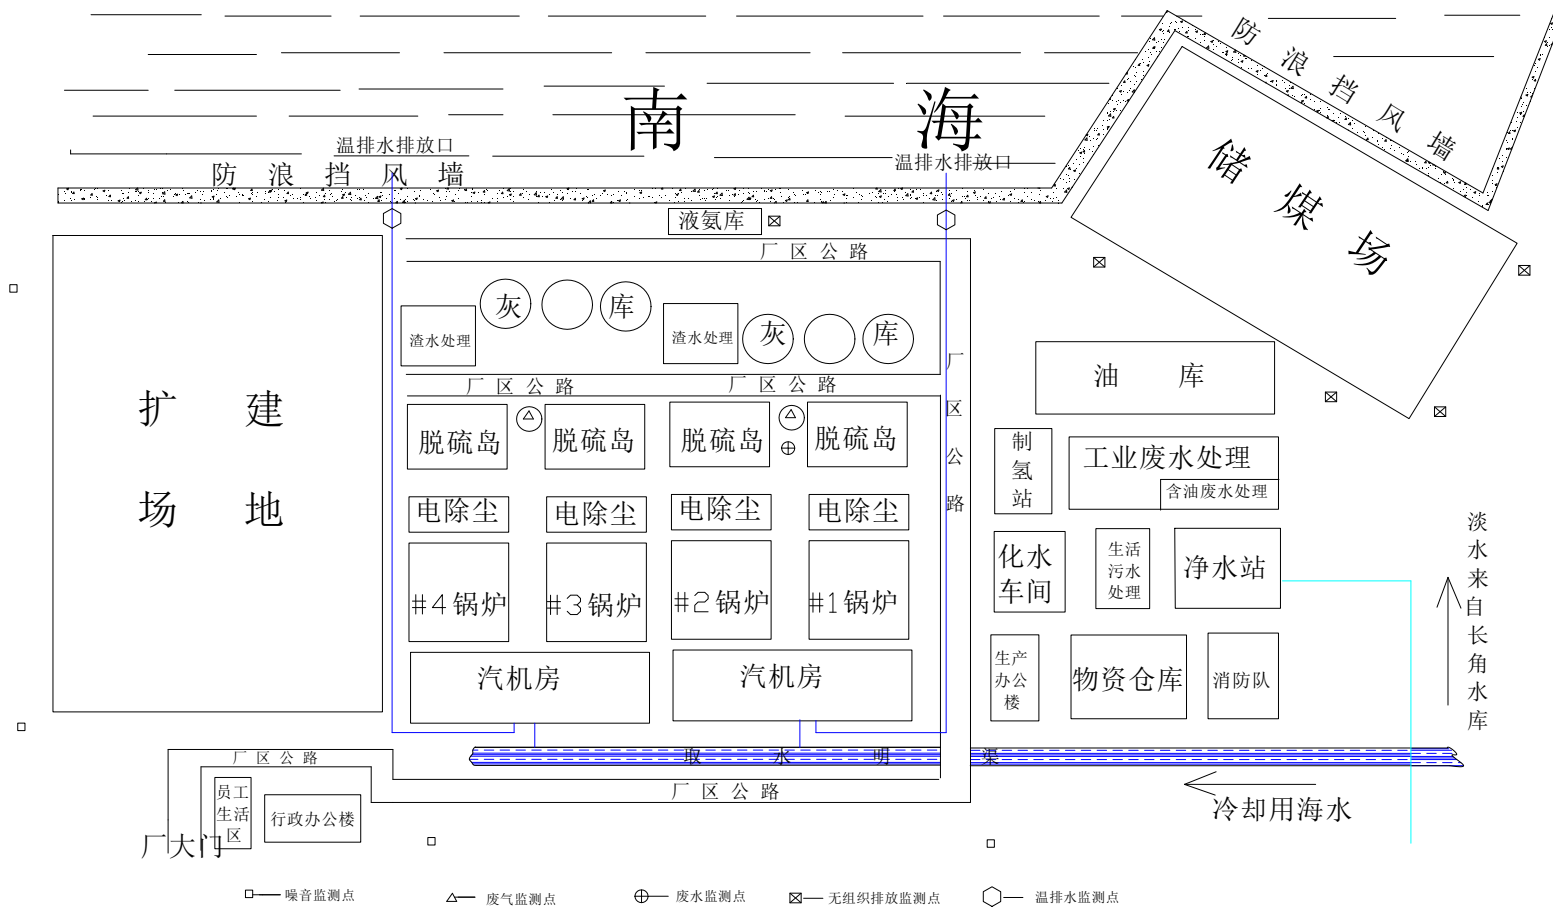 南 海
防 浪 挡 风 墙
温排水排放口
温排水排放口
防 浪 挡 风 墙
储 煤 场
液氨库
厂 区 公 路
灰 库
渣水处理
渣水处理
灰 库
厂 区 公 路
厂 区 公 路
厂 区 公 路
油 库
扩 建
场 地
脱硫岛
脱硫岛
脱硫岛
脱硫岛
制氢站
工业废水处理
含油废水处理
电除尘
电除尘
电除尘
电除尘
化水
车间
生活
污水
处理
净水站
淡水来自长角水库
#4锅炉
#3锅炉
#2锅炉
#1锅炉
汽机房
汽机房
生产
办公
楼
物资仓库
消防队
取 水 明 渠
厂 区 公 路
厂 区 公 路
员工
生活
区
行政办公楼
厂大门
冷却用海水
噪音监测点
废气监测点
废水监测点
无组织排放监测点
温排水监测点